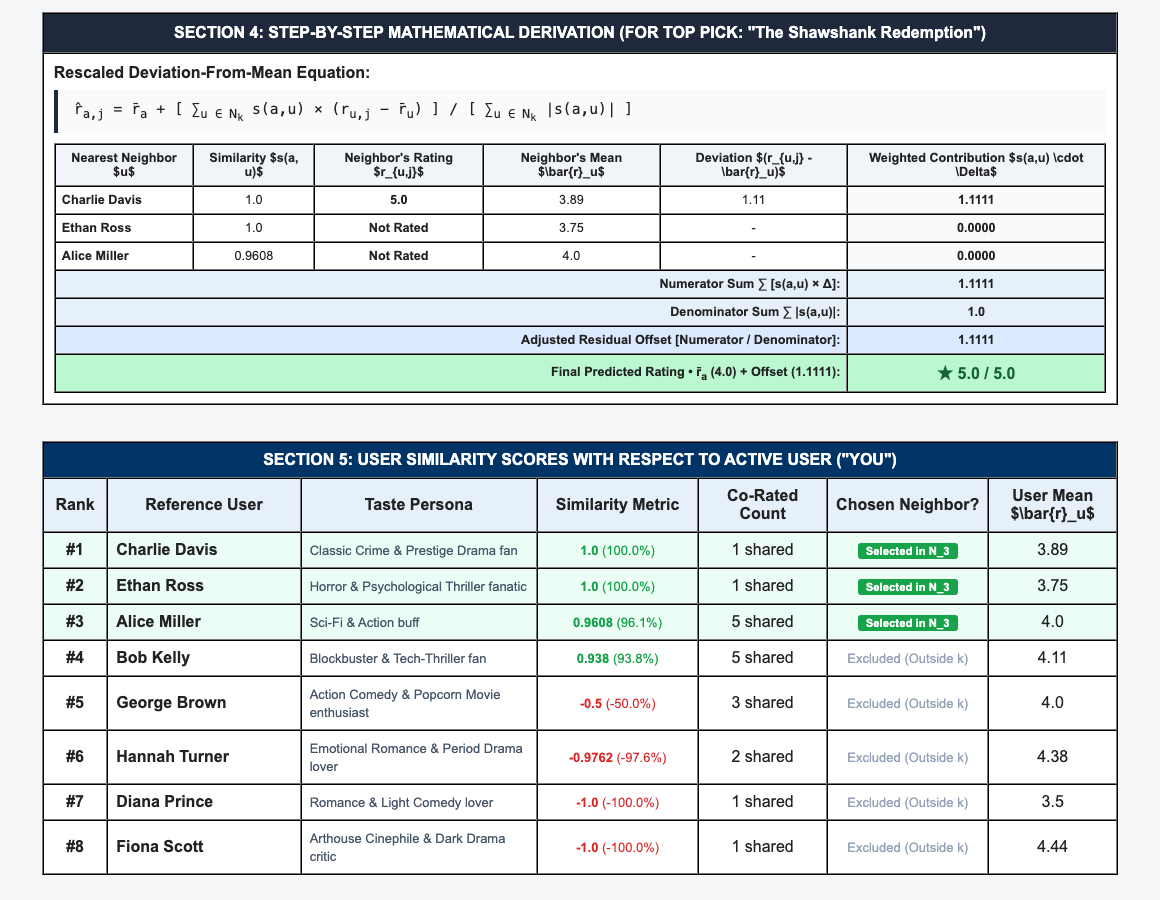 SECTION 4: STEP-BY-STEP MATHEMATICAL DERIVATION (FOR TOP PICK: "The Shawshank Redemption")
Rescaled Deviation-From-Mean Equation:
r̂a,j = r̄a + [ ∑u ∈ Nk s(a,u) × (ru,j − r̄u) ] / [ ∑u ∈ Nk |s(a,u)| ]
Nearest Neighbor $u$ Similarity $s(a, u)$ Neighbor's Rating $r_{u,j}$ Neighbor's Mean $\bar{r}_u$ Deviation $(r_{u,j} - \bar{r}_u)$ Weighted Contribution $s(a,u) \cdot \Delta$
Charlie Davis 1.0 5.0 3.89 1.11 1.1111
Ethan Ross 1.0 Not Rated 3.75 - 0.0000
Alice Miller 0.9608 Not Rated 4.0 - 0.0000
Numerator Sum ∑ [s(a,u) × Δ]: 1.1111
Denominator Sum ∑ |s(a,u)|: 1.0
Adjusted Residual Offset [Numerator / Denominator]: 1.1111
Final Predicted Rating • r̄a (4.0) + Offset (1.1111): ★ 5.0 / 5.0
SECTION 5: USER SIMILARITY SCORES WITH RESPECT TO ACTIVE USER ("YOU")
Rank Reference User Taste Persona Similarity Metric Co-Rated Count Chosen Neighbor? User Mean $\bar{r}_u$
#1 Charlie Davis Classic Crime & Prestige Drama fan 1.0 (100.0%) 1 shared Selected in N_3 3.89
#2 Ethan Ross Horror & Psychological Thriller fanatic 1.0 (100.0%) 1 shared Selected in N_3 3.75
#3 Alice Miller Sci-Fi & Action buff 0.9608 (96.1%) 5 shared Selected in N_3 4.0
#4 Bob Kelly Blockbuster & Tech-Thriller fan 0.938 (93.8%) 5 shared Excluded (Outside k) 4.11
#5 George Brown Action Comedy & Popcorn Movie enthusiast -0.5 (-50.0%) 3 shared Excluded (Outside k) 4.0
#6 Hannah Turner Emotional Romance & Period Drama lover -0.9762 (-97.6%) 2 shared Excluded (Outside k) 4.38
#7 Diana Prince Romance & Light Comedy lover -1.0 (-100.0%) 1 shared Excluded (Outside k) 3.5
#8 Fiona Scott Arthouse Cinephile & Dark Drama critic -1.0 (-100.0%) 1 shared Excluded (Outside k) 4.44